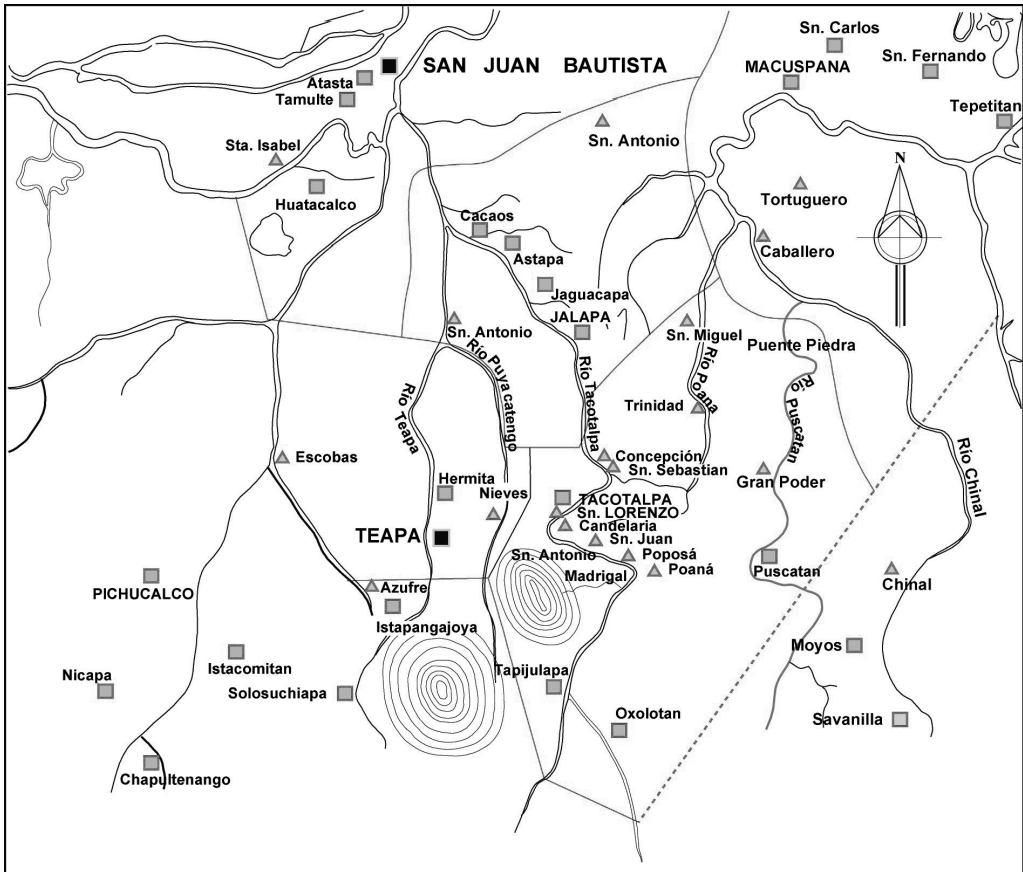 Sn. Carlos
SAN JUAN BAUTISTA
MACUSPANA
Sn. Fernando
Atasta
Tamulte
Tepetitan
Sn. Antonio
Sta. Isabel
N
Huatacalco
Tortuguero
Cacaos
Astapa
Caballero
Jaguacapa
JALAPA
Sn. Antonio
Sn. Miguel
Puente Piedra
Río Puyacatengo
Río Teapa
Río Tacotalpa
Río Poana
Río Puscatan
Trinidad
Río Chinal
Escobas
Concepción
Sn. Sebastian
Hermita
Nieves
Gran Poder
TACOTALPA
Sn. LORENZO
Candelaria
TEAPA
Sn. Juan
Sn. Antonio
Poposá
Poaná
Puscatan
Madrigal
Chinal
PICHUCALCO
Azufre
Istapangajoya
Moyos
Istacomitan
Nicapa
Solosuchiapa
Tapijulapa
Oxolotan
Savanilla
Chapultenango